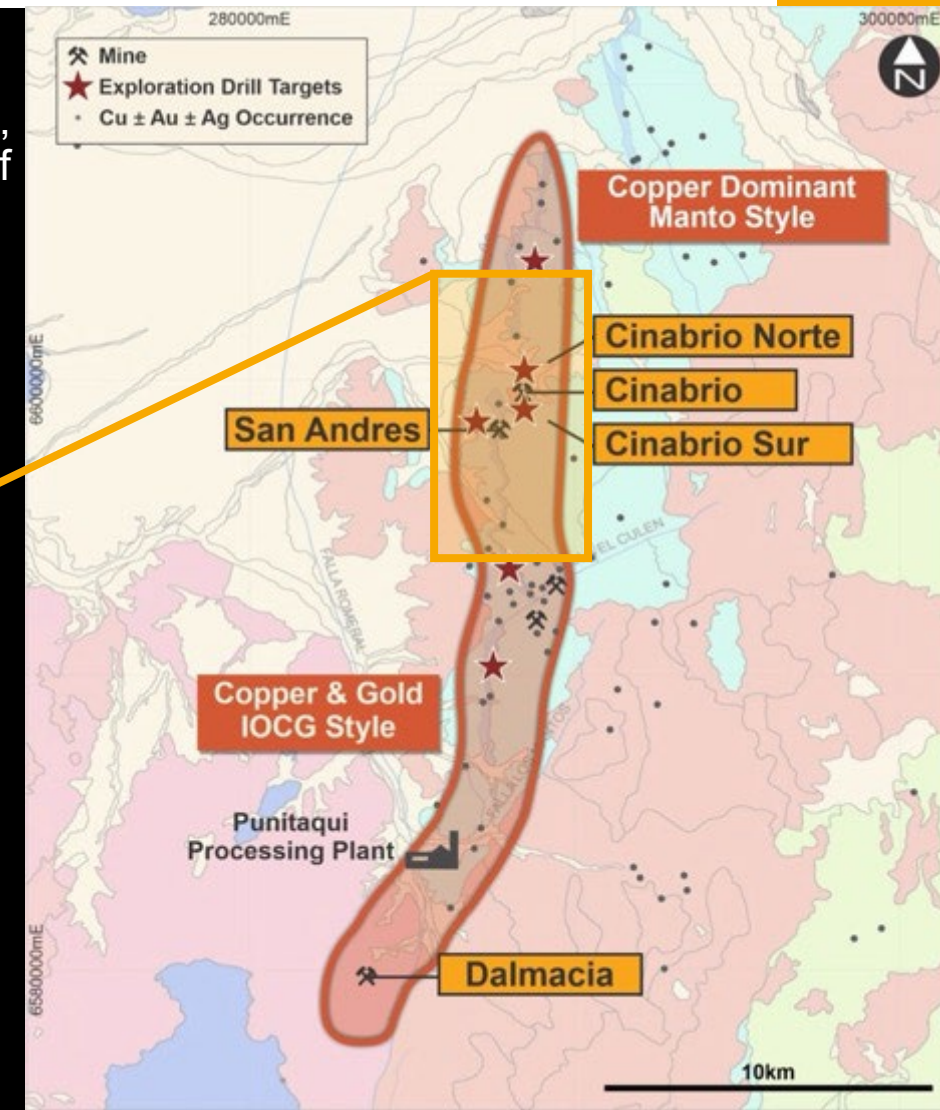 280000mE
300000mE
Mine
Exploration Drill Targets
Cu ± Au ± Ag Occurrence
N
,
f
Copper Dominant
Manto Style
6600000mE
Cinabrio Norte
Cinabrio
San Andres
Cinabrio Sur
EL CULEN
FALLA ROMERAL
Copper & Gold
IOCG Style
Punitaqui
Processing Plant
6580000mE
Dalmacia
10km